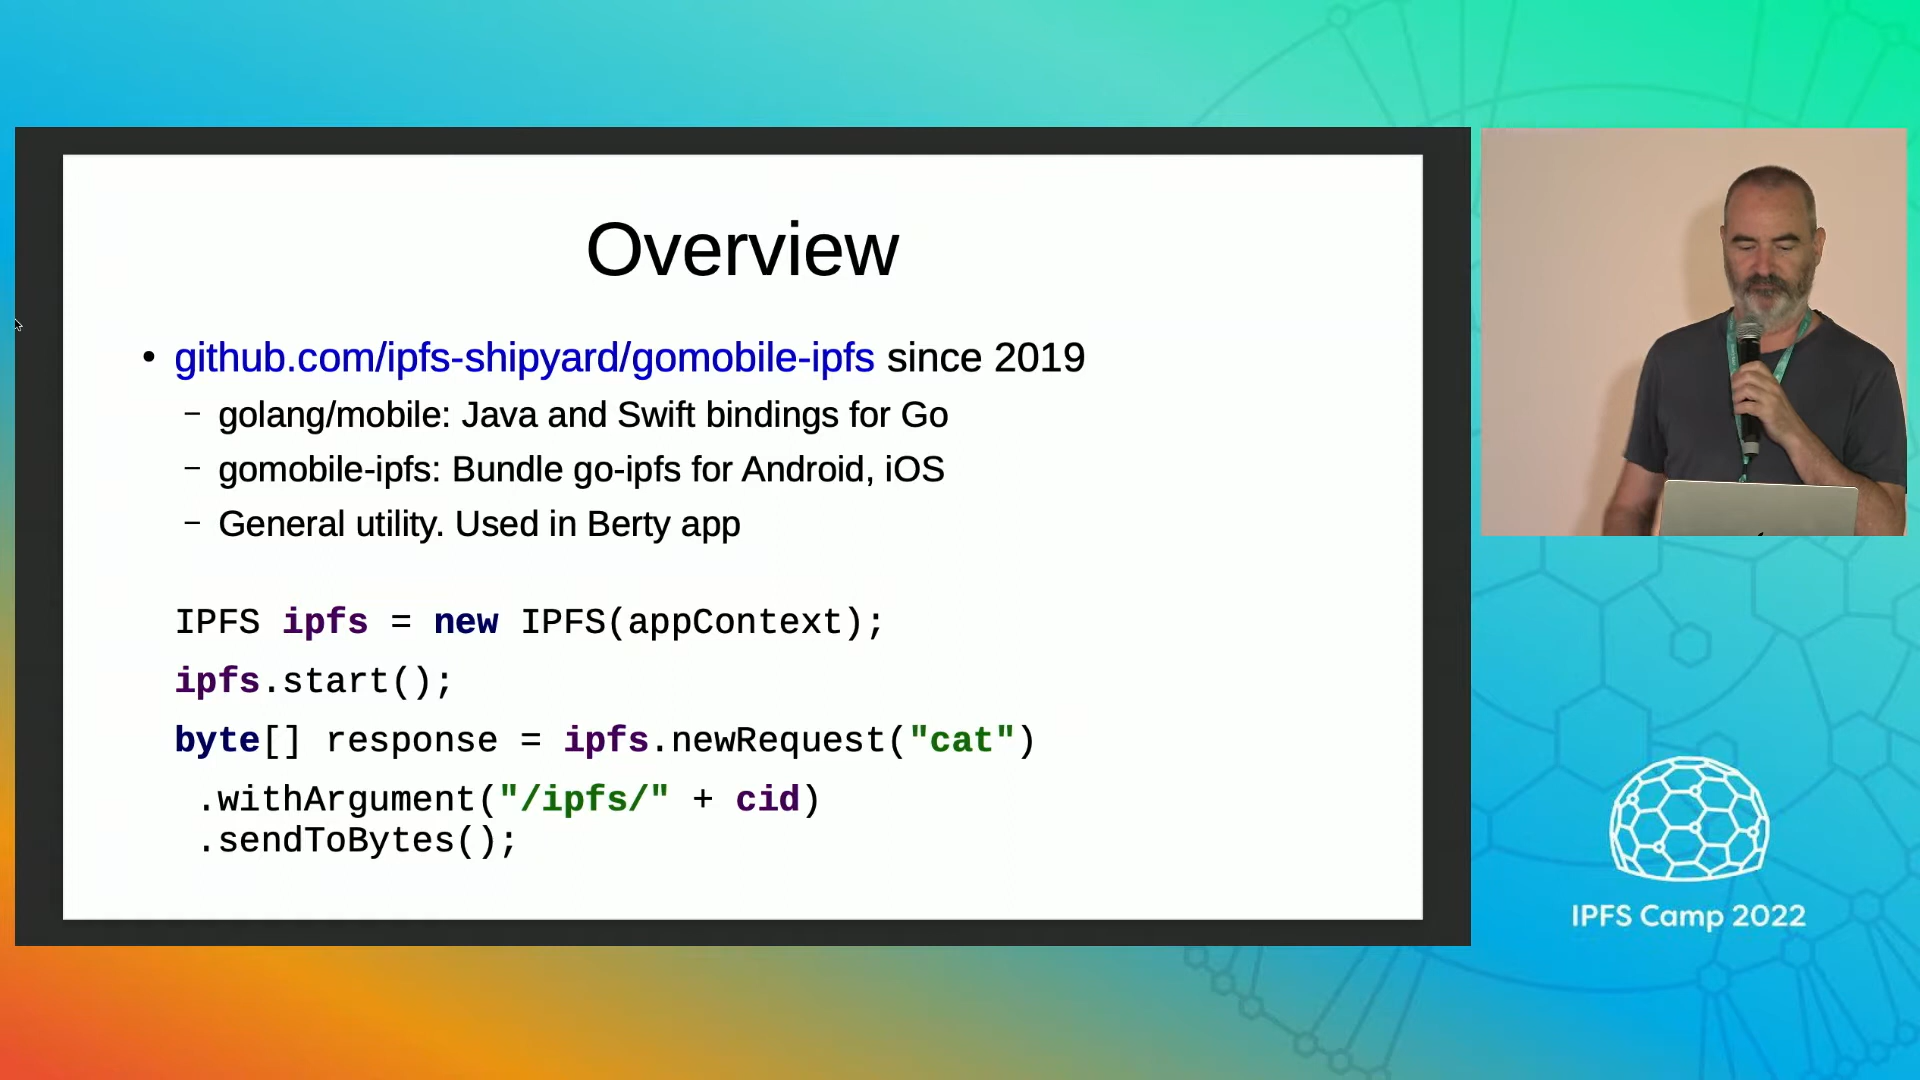 Overview
• github.com/ipfs-shipyard/gomobile-ipfs since 2019
– golang/mobile: Java and Swift bindings for Go
– gomobile-ipfs: Bundle go-ipfs for Android, iOS
– General utility. Used in Berty app
IPFS ipfs = new IPFS(appContext);
ipfs.start();
byte[] response = ipfs.newRequest("cat")
.withArgument("/ipfs/" + cid)
.sendToBytes();
IPFS Camp 2022